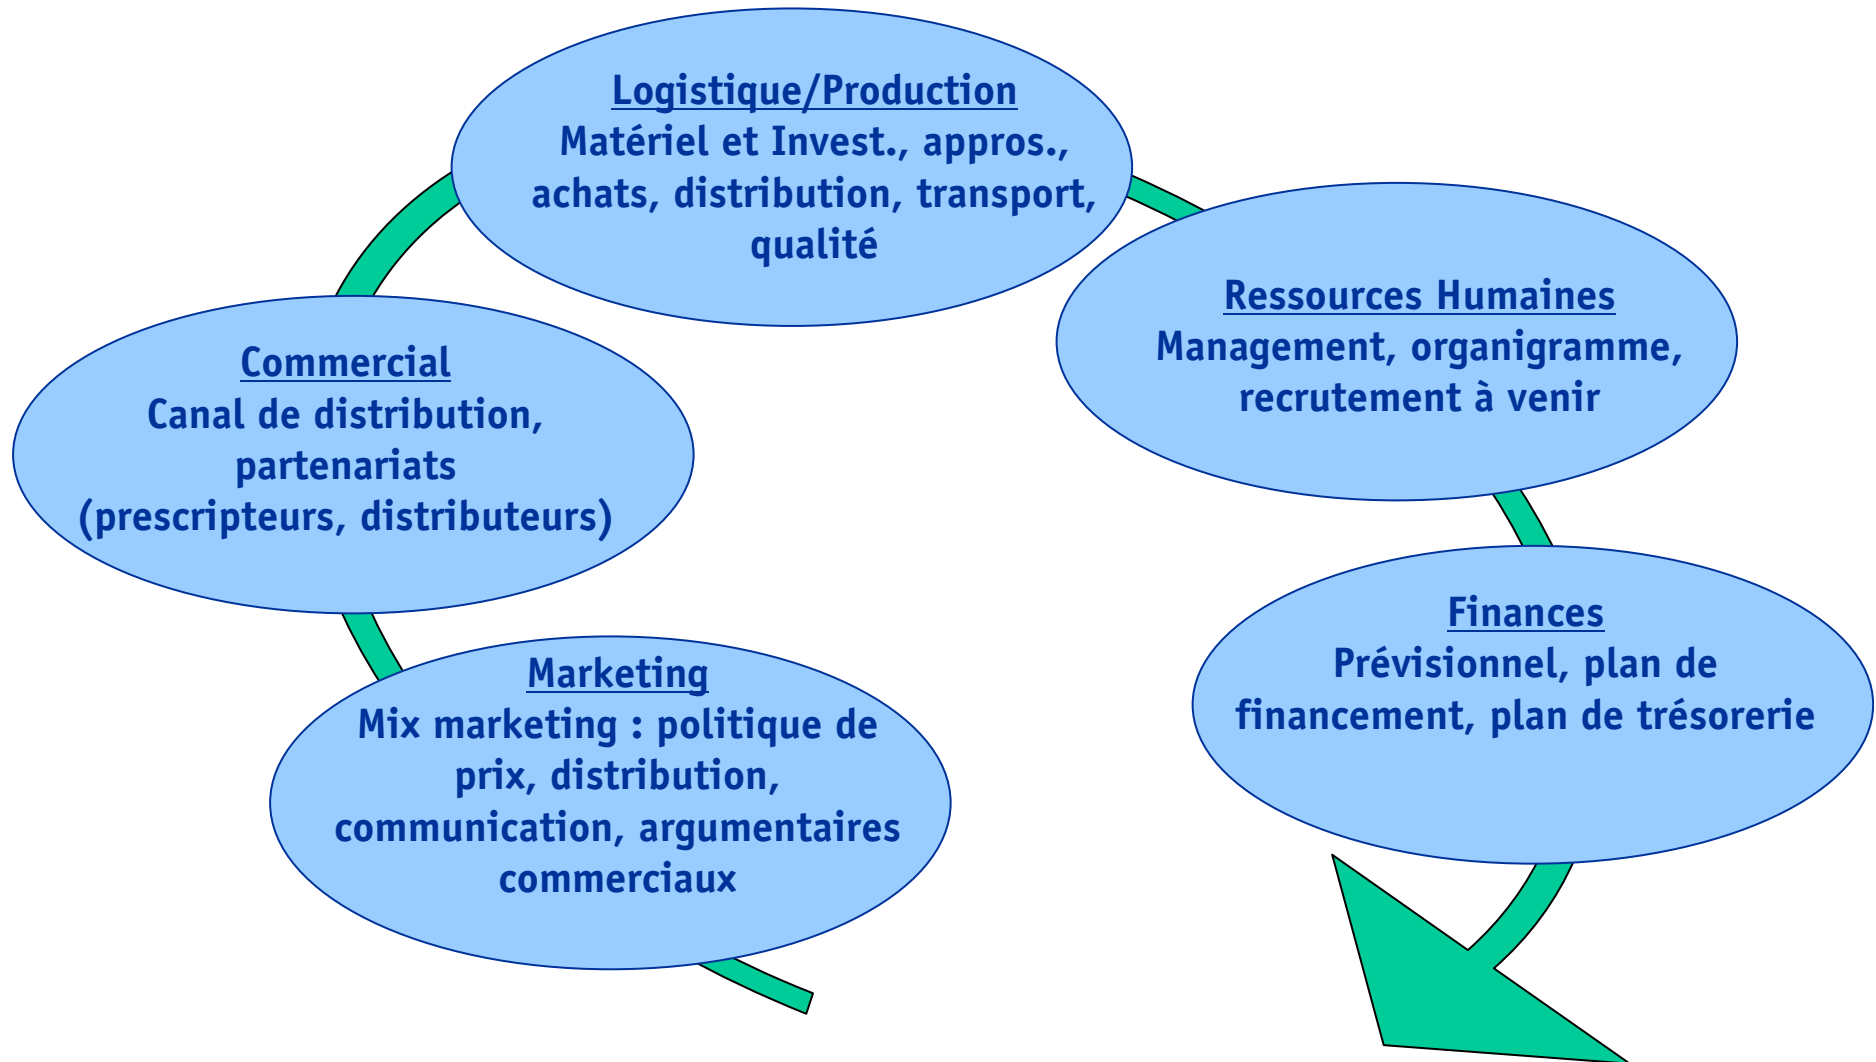 Logistique/Production
Matériel et Invest., appros.,
achats, distribution, transport,
qualité
Ressources Humaines
Management, organigramme,
recrutement à venir
Commercial
Canal de distribution,
partenariats
(prescripteurs, distributeurs)
Finances
Prévisionnel, plan de
financement, plan de trésorerie
Marketing
Mix marketing : politique de
prix, distribution,
communication, argumentaires
commerciaux